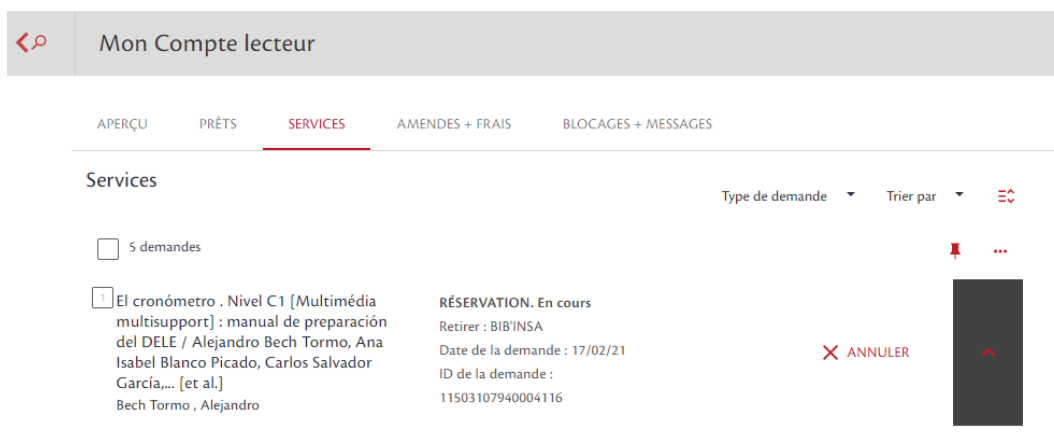 Mon Compte lecteur
APERÇU PRÊTS SERVICES AMENDES + FRAIS BLOCAGES + MESSAGES
Services
Type de demande Trier par
5 demandes
1
El cronómetro . Nivel C1 [Multimédia
multisupport] : manual de preparación
del DELE / Alejandro Bech Tormo, Ana
Isabel Blanco Picado, Carlos Salvador
García,... [et al.]
Bech Tormo , Alejandro
RÉSERVATION. En cours
Retirer : BIB'INSA
Date de la demande : 17/02/21
ID de la demande :
11503107940004116
ANNULER